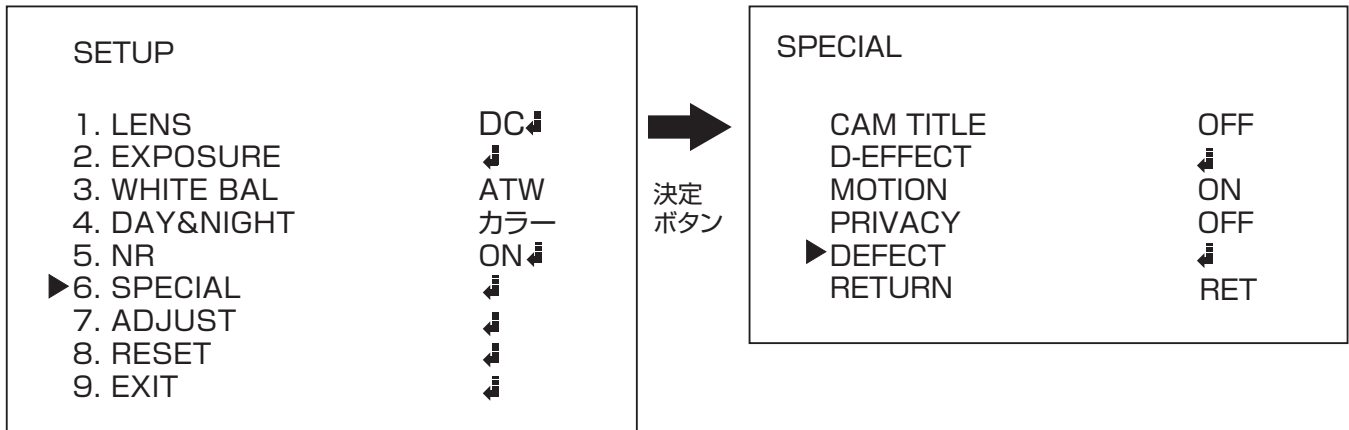 SETUP
1. LENS DC↲
2. EXPOSURE ↲
3. WHITE BAL ATW
4. DAY&NIGHT カラー
5. NR ON↲
▶6. SPECIAL ↲
7. ADJUST ↲
8. RESET ↲
9. EXIT ↲
決定
ボタン
SPECIAL
CAM TITLE OFF
D-EFFECT ↲
MOTION ON
PRIVACY OFF
▶DEFECT ↲
RETURN RET